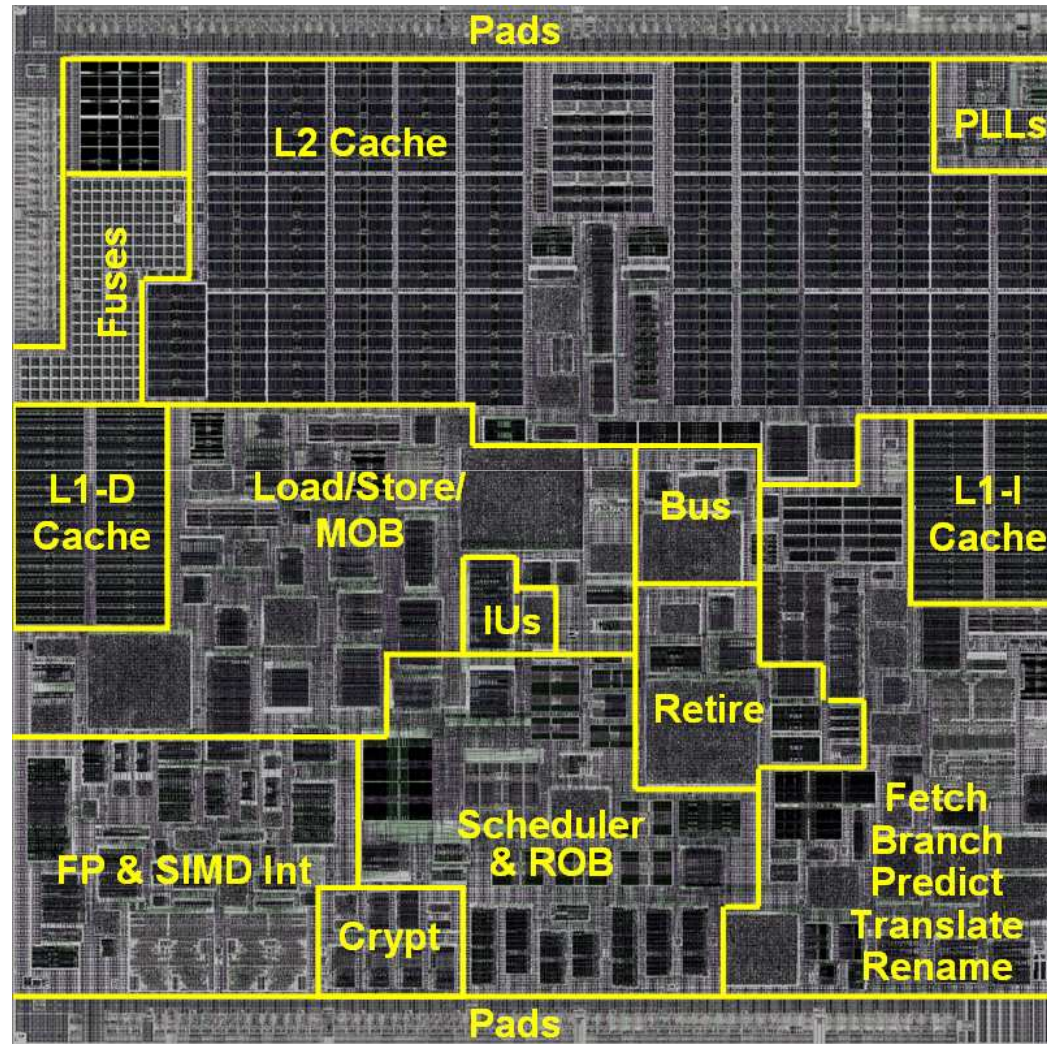 Pads
L2 Cache
PLLs
Fuses
L1-D
Cache
Load/Store/
MOB
Bus
L1-I
Cache
IUs
Retire
FP & SIMD Int
Scheduler
& ROB
Fetch
Branch
Predict
Translate
Rename
Crypt
Pads